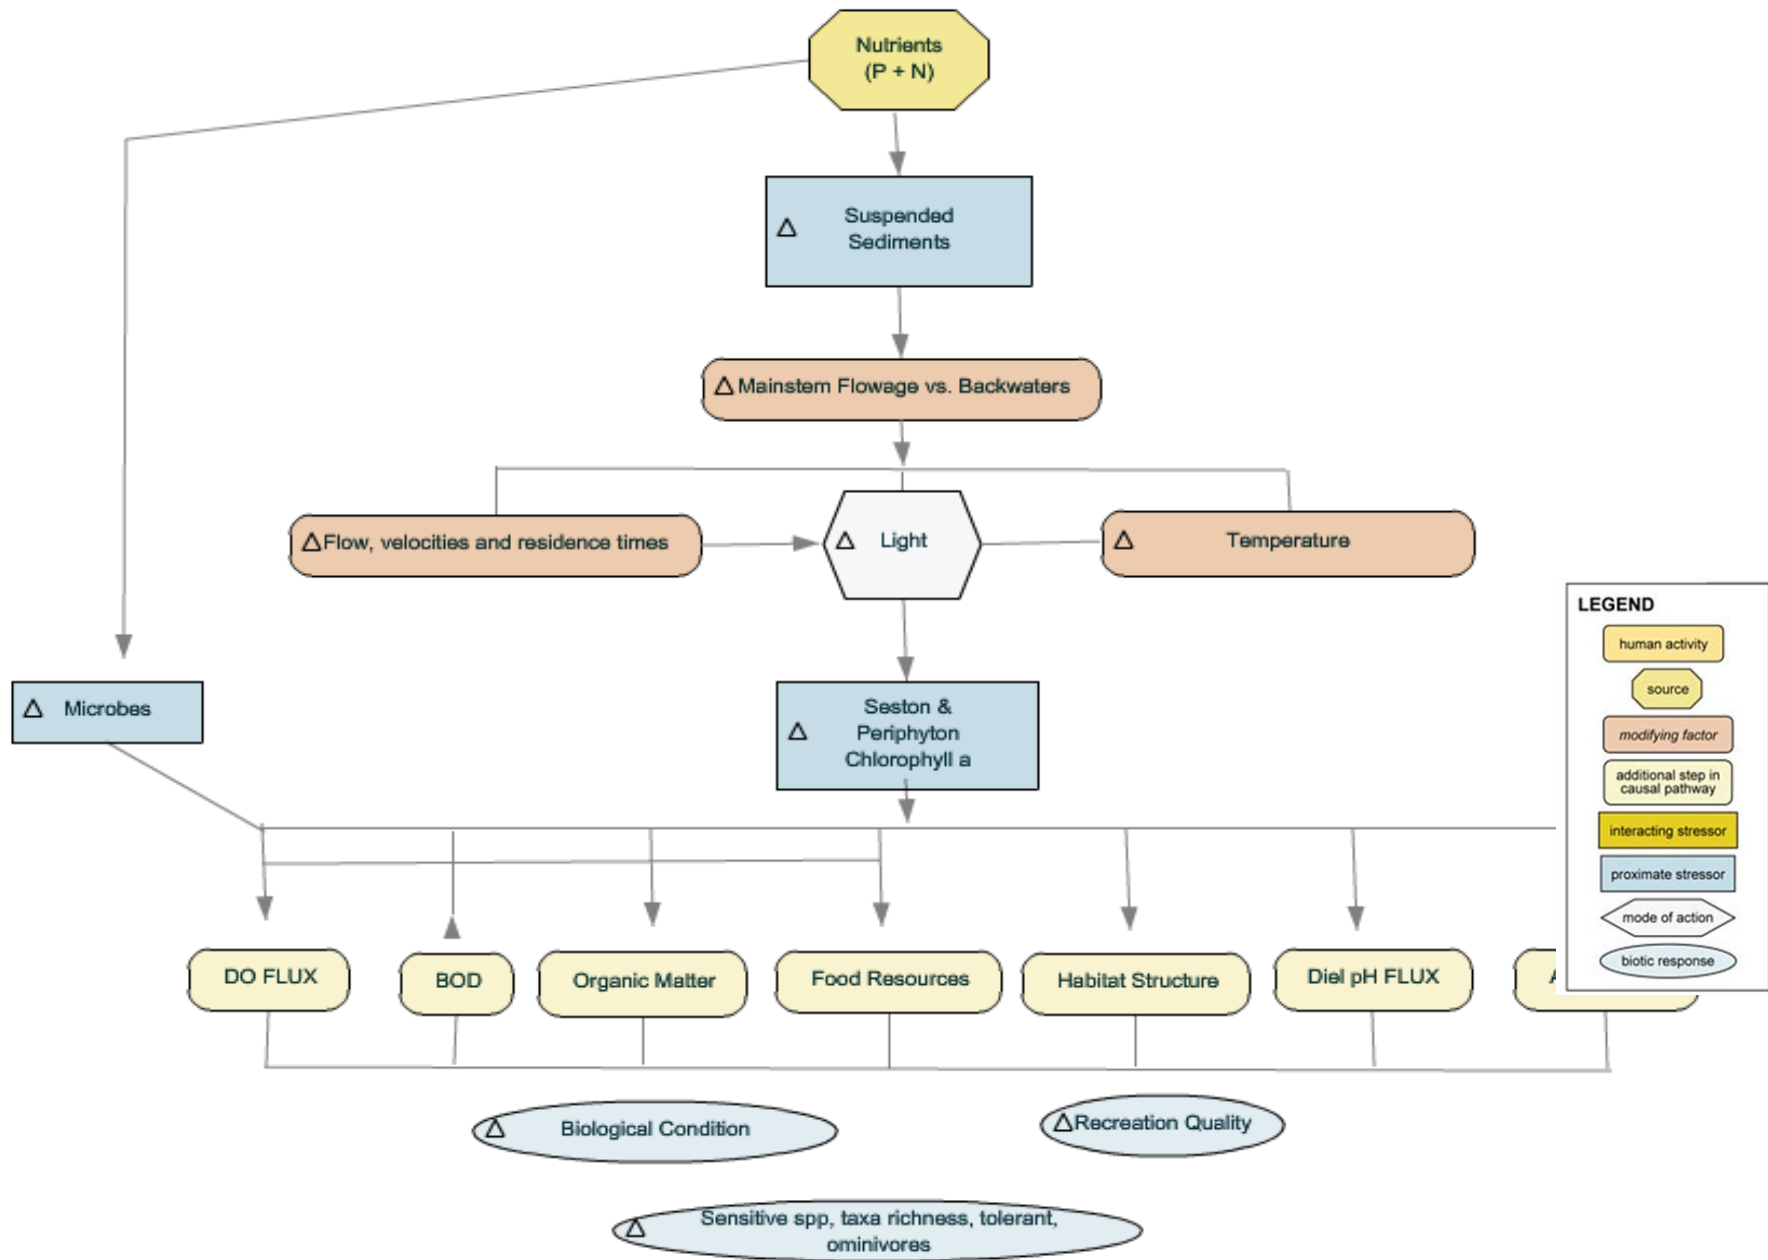 Nutrients
(P + N)
Suspended
Sediments
Δ
Δ Mainstem Flowage vs. Backwaters
Δ Flow, velocities and residence times
Δ Light
Δ Temperature
LEGEND
human activity
source
modifying factor
additional step in
causal pathway
interacting stressor
proximate stressor
mode of action
biotic response
Δ Microbes
Seston &
Periphyton
Chlorophyll a
Δ
DO FLUX
BOD
Organic Matter
Food Resources
Habitat Structure
Diel pH FLUX
Δ Biological Condition
Δ Recreation Quality
Δ Sensitive spp, taxa richness, tolerant,
ominivores